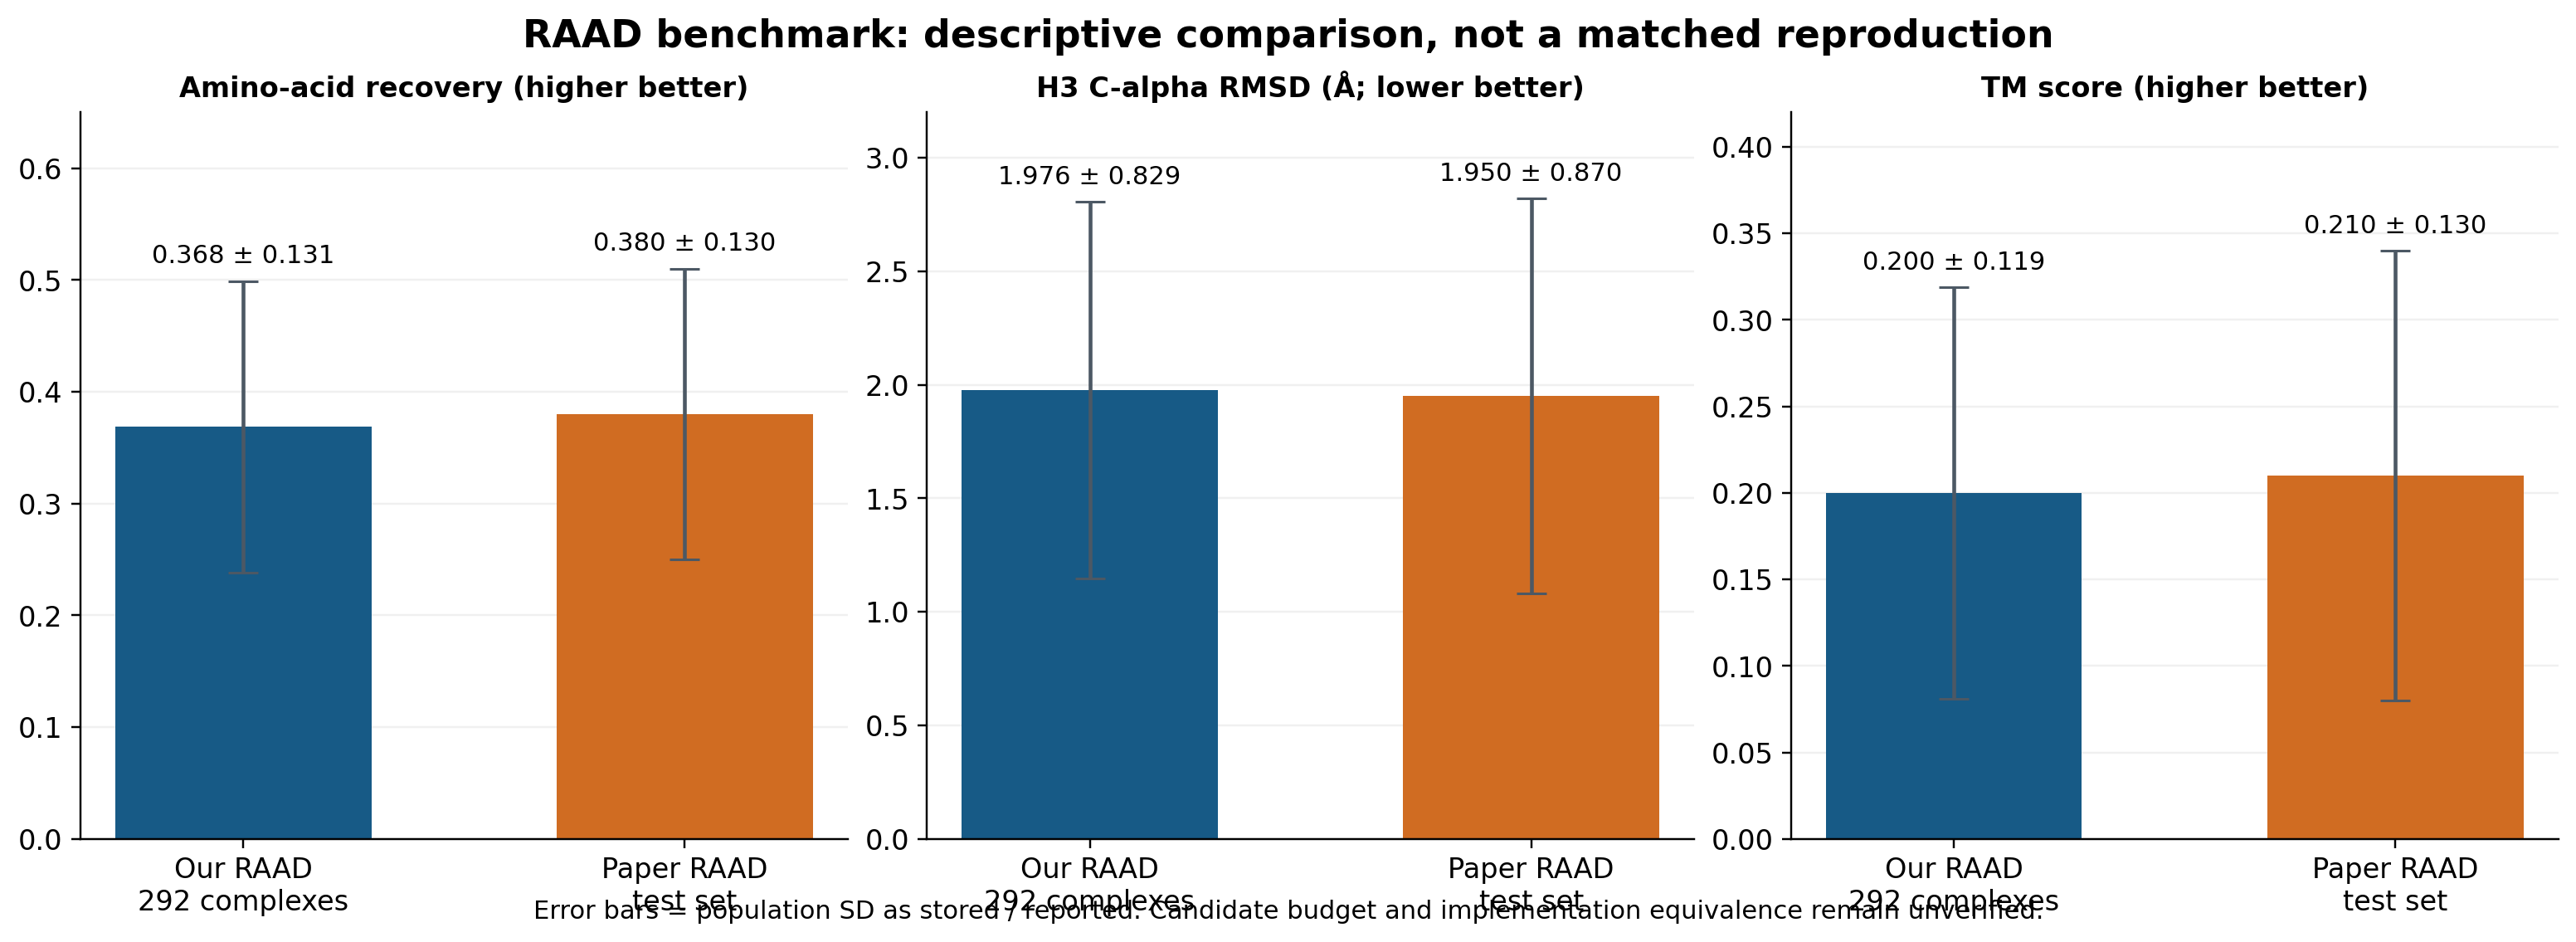 RAAD benchmark: descriptive comparison, not a matched reproduction
Amino-acid recovery (higher better)
0.6
0.5
0.4
0.3
0.2
0.1
0.0
0.368 ± 0.131
0.380 ± 0.130
Our RAAD
292 complexes
Paper RAAD
test set
H3 C-alpha RMSD (Å; lower better)
3.0
2.5
2.0
1.5
1.0
0.5
0.0
1.976 ± 0.829
1.950 ± 0.870
Our RAAD
292 complexes
Paper RAAD
test set
TM score (higher better)
0.40
0.35
0.30
0.25
0.20
0.15
0.10
0.05
0.00
0.200 ± 0.119
0.210 ± 0.130
Our RAAD
292 complexes
Paper RAAD
test set
Error bars = population SD as stored / reported. Candidate budget and implementation equivalence remain unverified.